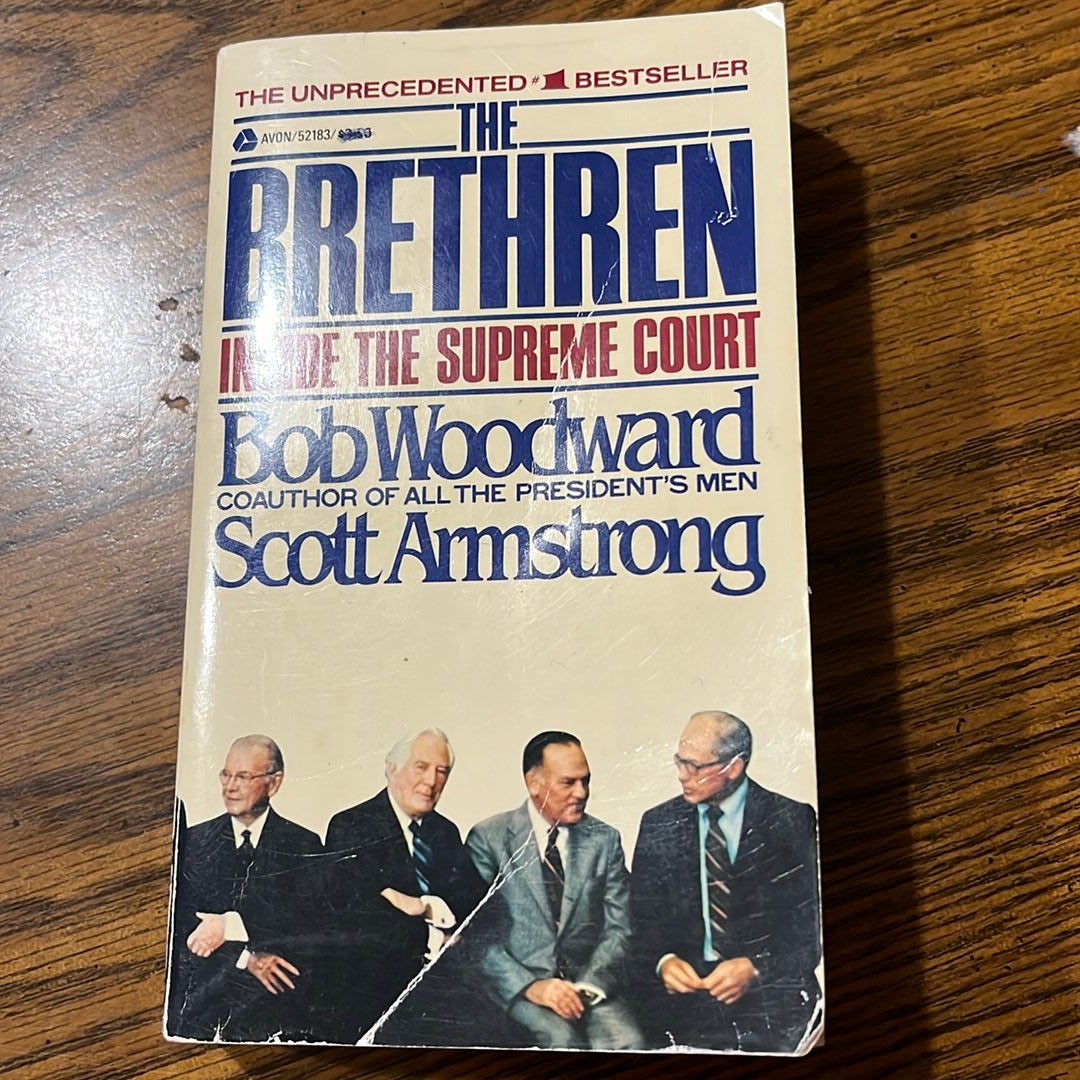 THE UNPRECEDENTED #1 BESTSELLER
AVON/52183/
THE
BRETHREN
INSIDE THE SUPREME COURT
Bob Woodward
COAUTHOR OF ALL THE PRESIDENT'S MEN
Scott Armstrong